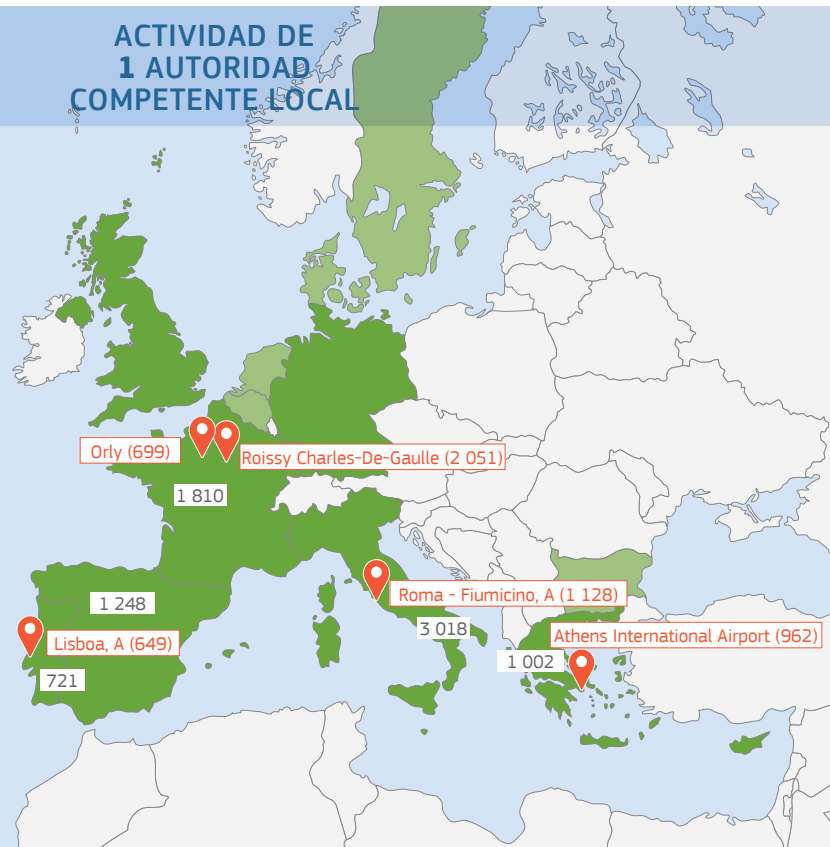 ACTIVIDAD DE
1 AUTORIDAD
COMPETENTE LOCAL
Orly (699)
Roissy Charles-De-Gaulle (2 051)
1 810
1 248
Roma - Fiumicino, A (1 128)
3 018
Athens International Airport (962)
Lisboa, A (649)
1 002
721